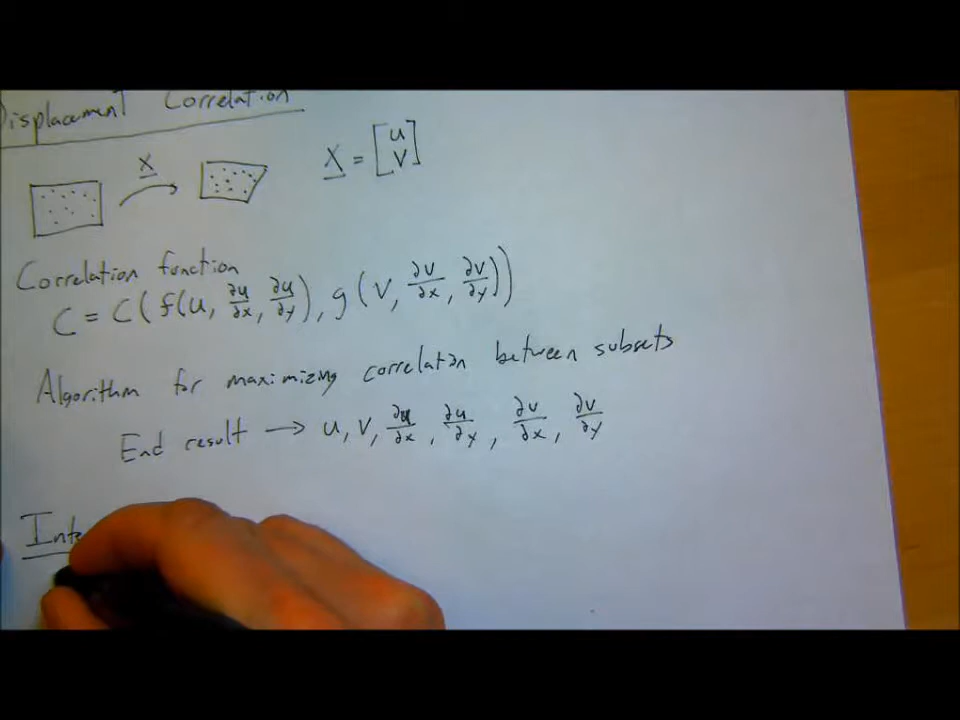 Displacement Correlation
X
X = [u v]
Correlation function
C = C(f(u, ∂u/∂x, ∂u/∂y), g(v, ∂v/∂x, ∂v/∂y))
Algorithm for maximizing correlation between subsets
End result → u, v, ∂u/∂x, ∂u/∂y, ∂v/∂x, ∂v/∂y